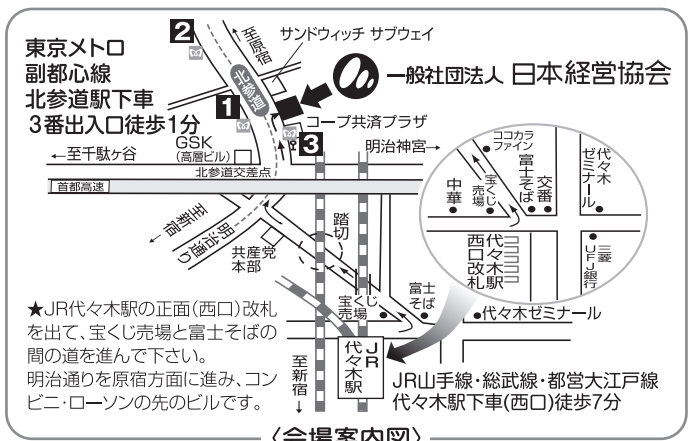 東京メトロ
副都心線
北参道駅下車
3番出入口徒歩1分
2
至原宿
サンドウィッチ サブウェイ
北参道
一般社団法人 日本経営協会
1
3
コープ共済プラザ
GSK
(高層ビル)
明治神宮→
←至千駄ヶ谷
北参道交差点
首都高速
至新宿
明治通り
共産党
本部
踏切
宝くじ
売場
富士
そば
代々木ゼミナール
ココカラ
ファイン
中華
宝くじ
売場
富士そば
交番
代々木
ゼミナール
代々木駅
西口改札
三菱
UFJ銀行
★JR代々木駅の正面(西口)改札
を出て、宝くじ売場と富士そばの
間の道を進んで下さい。
明治通りを原宿方面に進み、コン
ビニ・ローソンの先のビルです。
至新宿
JR
代々木駅
JR山手線・総武線・都営大江戸線
代々木駅下車(西口)徒歩7分
〈会場案内図〉